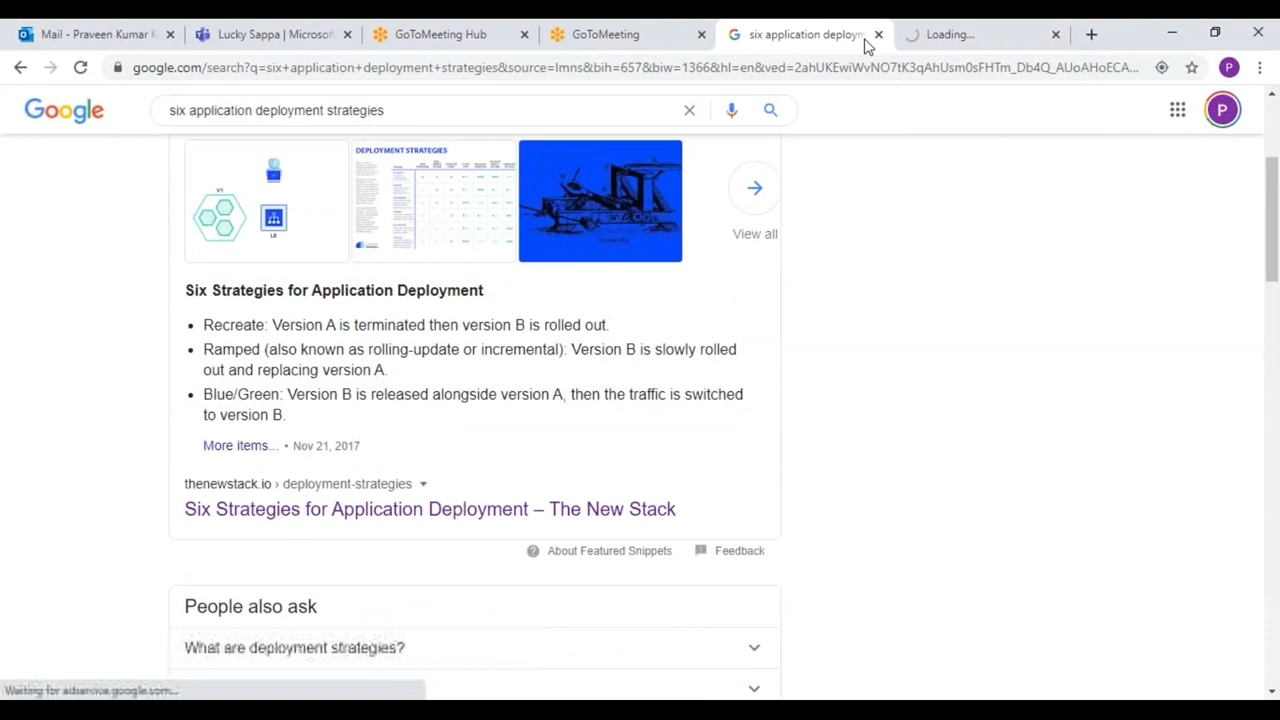 Mail - Praveen Kumar K
Lucky Sappa | Microsoft
GoToMeeting Hub
GoToMeeting
six application deploym
Loading...
google.com/search?q=six+application+deployment+strategies&source=lmns&bih=657&biw=1366&hl=en&ved=2ahUKEwiWvNO7tK3qAhUsm0sFHTm_Db4Q_AUoAHoECA...
P
Google
six application deployment strategies
P
V1
LB
DEPLOYMENT STRATEGIES
View all
Six Strategies for Application Deployment
• Recreate: Version A is terminated then version B is rolled out.
• Ramped (also known as rolling-update or incremental): Version B is slowly rolled
out and replacing version A.
• Blue/Green: Version B is released alongside version A, then the traffic is switched
to version B.
More items... • Nov 21, 2017
thenewstack.io › deployment-strategies
Six Strategies for Application Deployment – The New Stack
About Featured Snippets
Feedback
People also ask
What are deployment strategies?
Waiting for adservice.google.com...